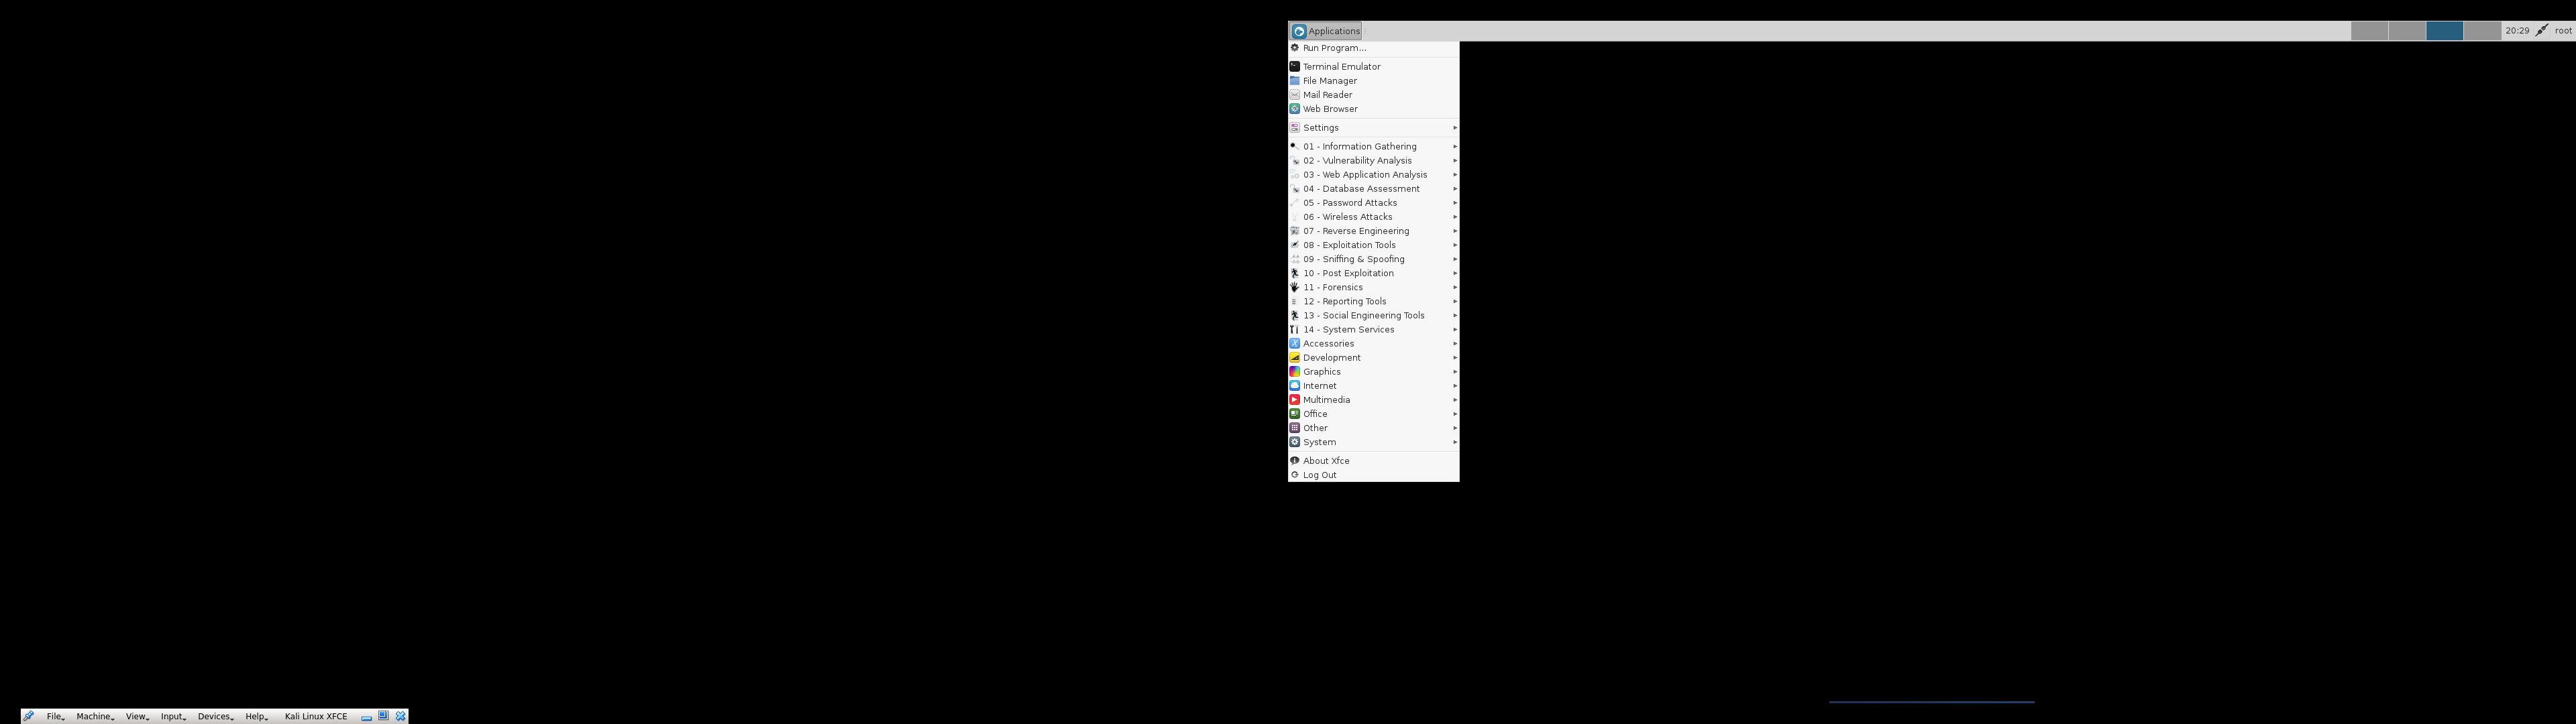 Applications
20:29
root
Run Program...
Terminal Emulator
File Manager
Mail Reader
Web Browser
Settings
01 - Information Gathering
02 - Vulnerability Analysis
03 - Web Application Analysis
04 - Database Assessment
05 - Password Attacks
06 - Wireless Attacks
07 - Reverse Engineering
08 - Exploitation Tools
09 - Sniffing & Spoofing
10 - Post Exploitation
11 - Forensics
12 - Reporting Tools
13 - Social Engineering Tools
14 - System Services
Accessories
Development
Graphics
Internet
Multimedia
Office
Other
System
About Xfce
Log Out
File Machine View Input Devices Help Kali Linux XFCE